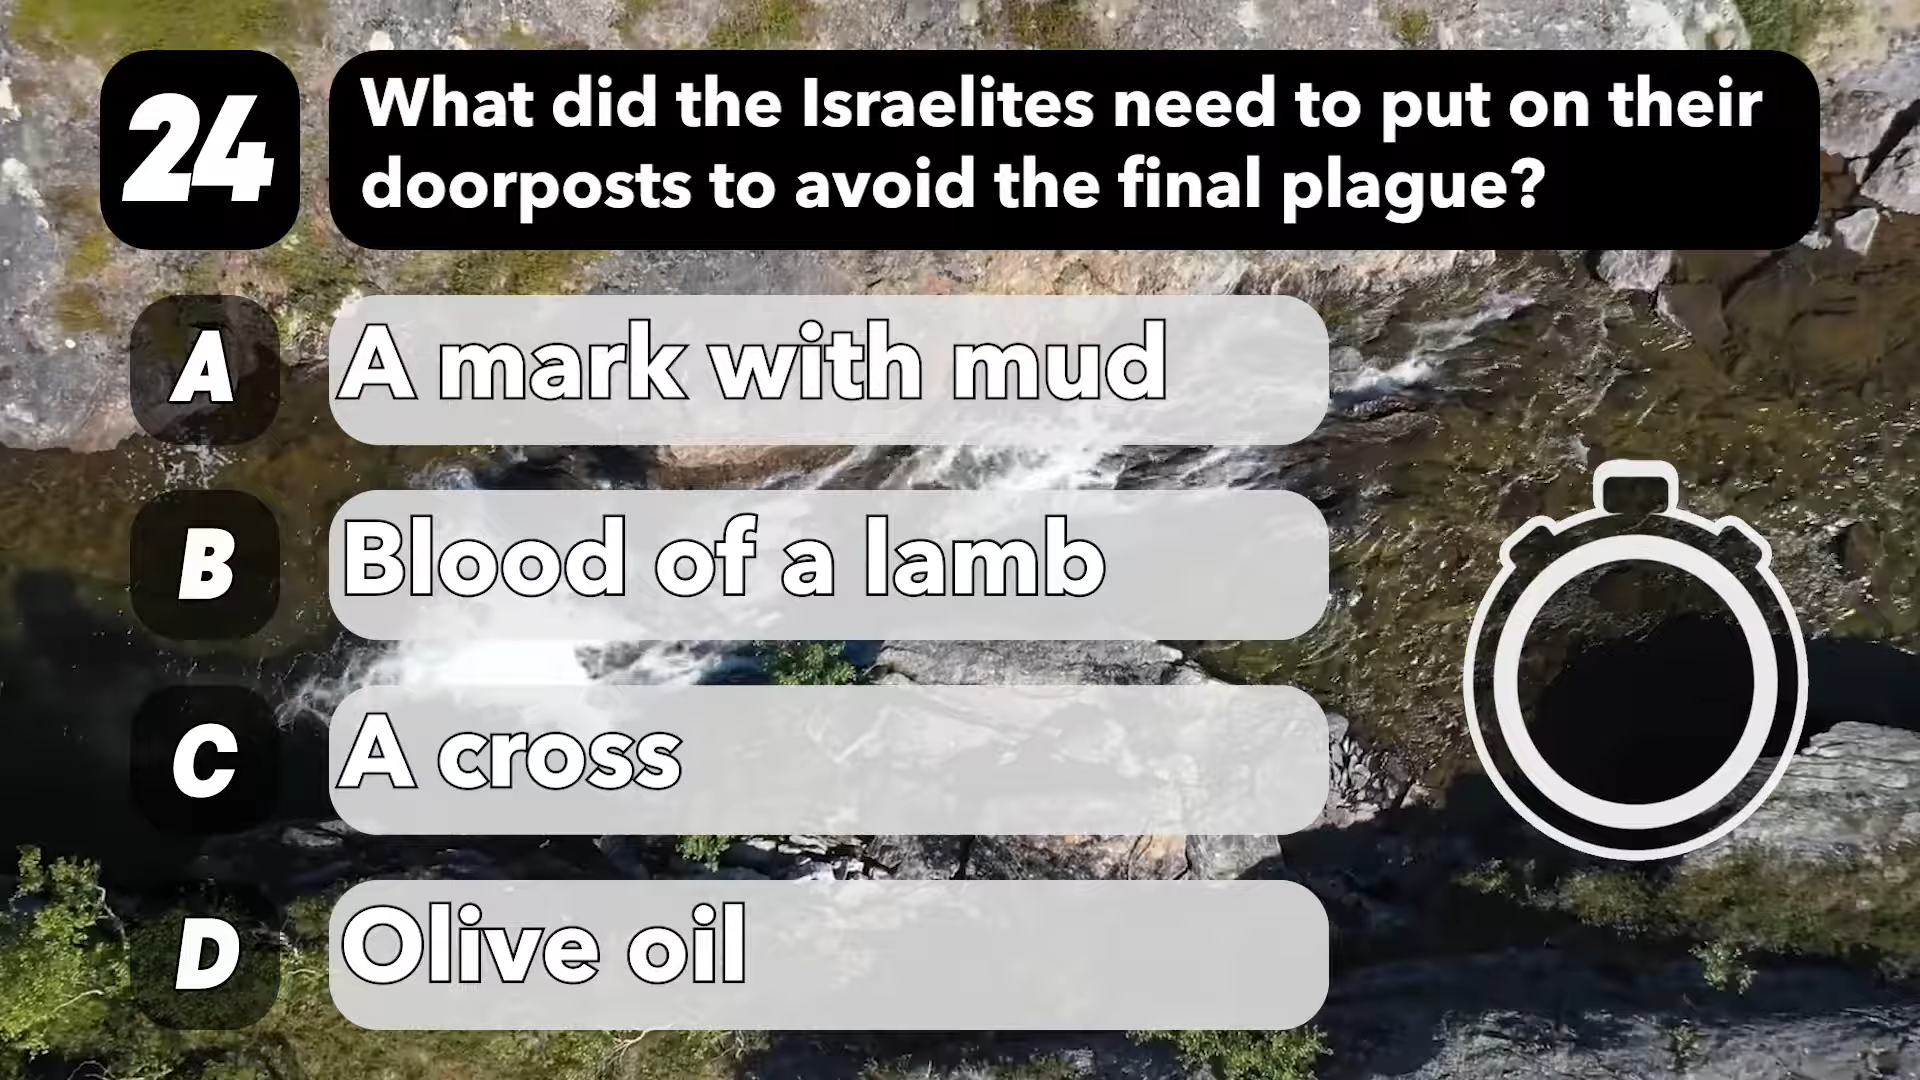 24
What did the Israelites need to put on their
doorposts to avoid the final plague?
A
A mark with mud
B
Blood of a lamb
C
A cross
D
Olive oil